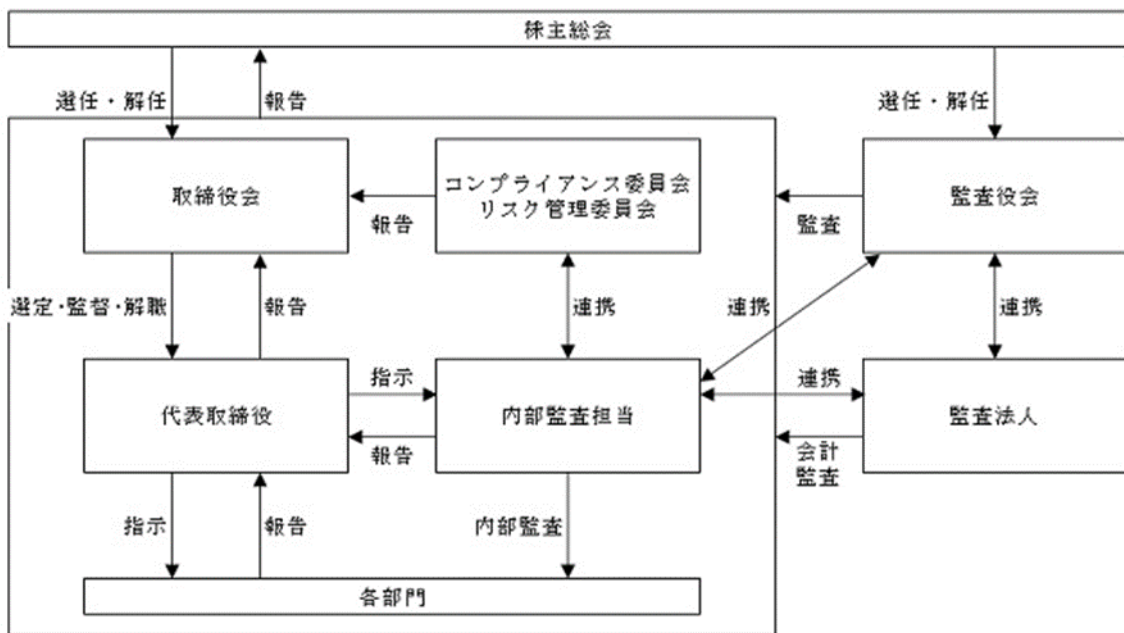 株主総会
選任・解任
報告
選任・解任
取締役会
コンプライアンス委員会
リスク管理委員会
監査役会
報告
監査
選定・監督・解職
報告
連携
連携
連携
代表取締役
指示
内部監査担当
連携
監査法人
報告
会計
監査
指示
報告
内部監査
各部門